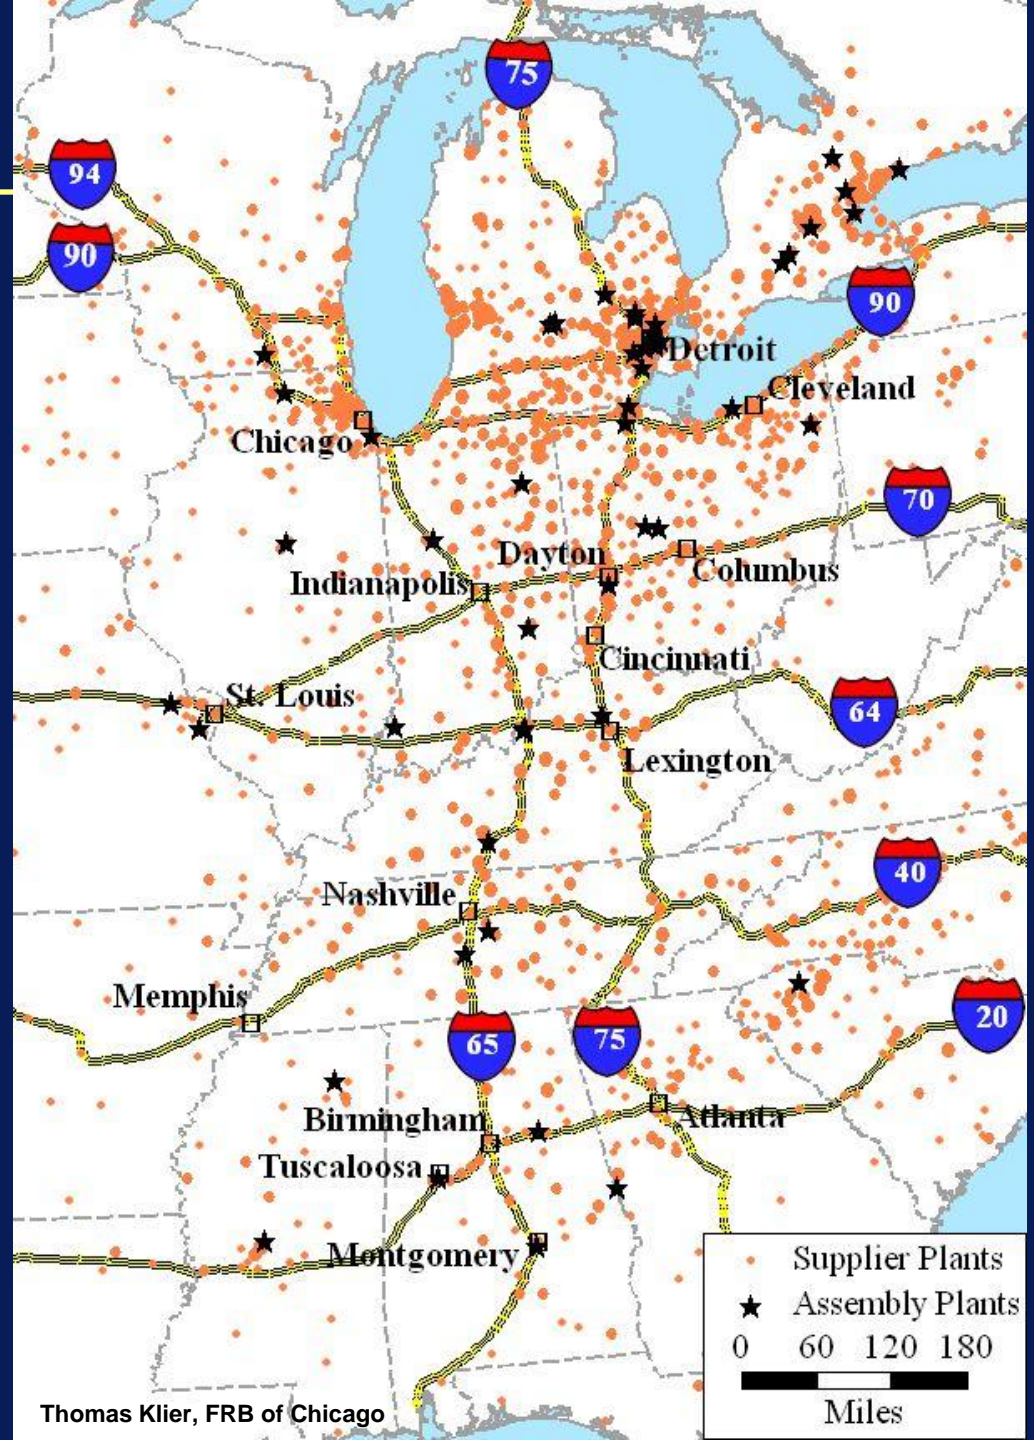 75
94
90
90
Detroit
Cleveland
Chicago
70
Dayton
Columbus
Indianapolis
Cincinnati
St. Louis
64
Lexington
40
Nashville
Memphis
20
65
75
Birmingham
Atlanta
Tuscaloosa
Montgomery
Supplier Plants
Assembly Plants
0 60 120 180
Miles
Thomas Klier, FRB of Chicago